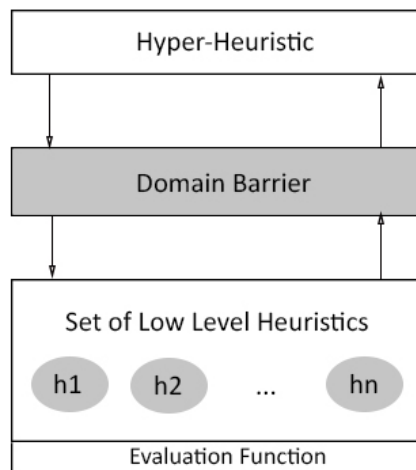 Hyper-Heuristic
Domain Barrier
Set of Low Level Heuristics
h1 h2 ... hn
Evaluation Function